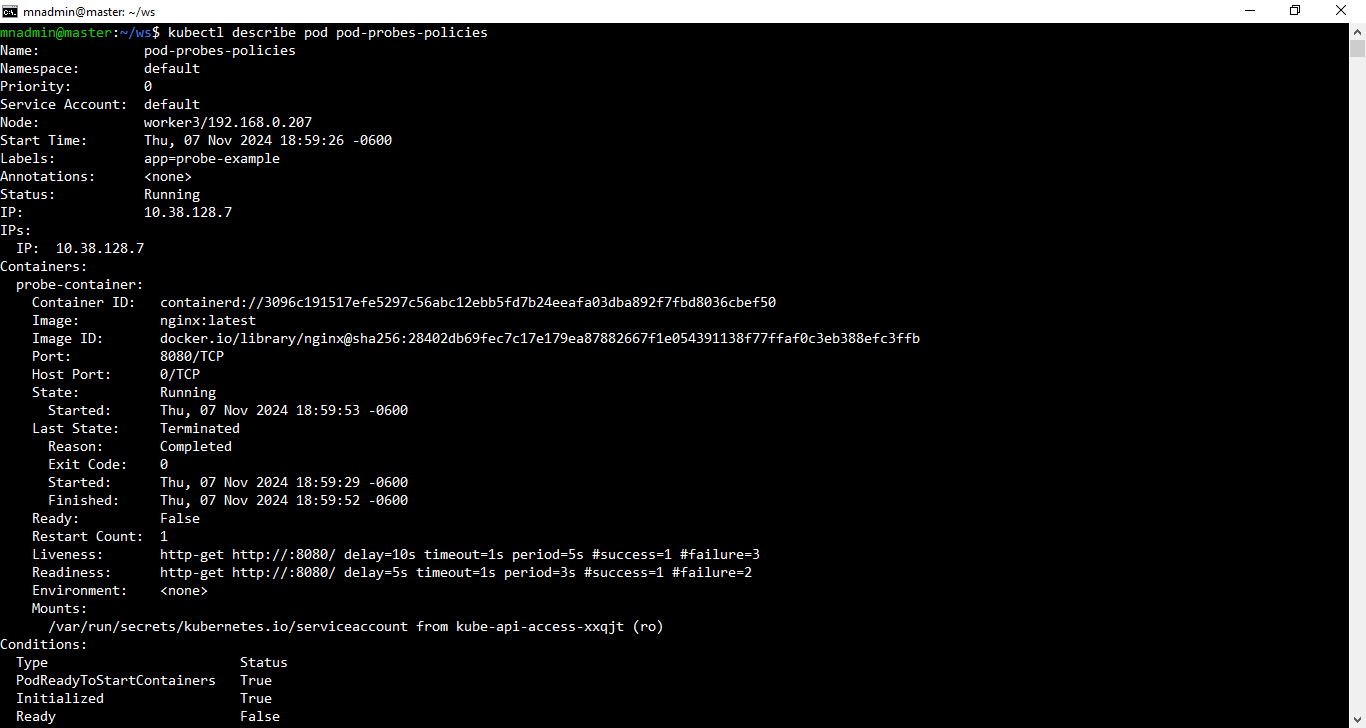 mnadmin@master: ~/ws
mnadmin@master:~/ws$ kubectl describe pod pod-probes-policies
Name:             pod-probes-policies
Namespace:        default
Priority:         0
Service Account:  default
Node:             worker3/192.168.0.207
Start Time:       Thu, 07 Nov 2024 18:59:26 -0600
Labels:           app=probe-example
Annotations:      <none>
Status:           Running
IP:               10.38.128.7
IPs:
  IP:  10.38.128.7
Containers:
  probe-container:
    Container ID:   containerd://3096c191517efe5297c56abc12ebb5fd7b24eeafa03dba892f7fbd8036cbef50
    Image:          nginx:latest
    Image ID:       docker.io/library/nginx@sha256:28402db69fec7c17e179ea87882667f1e054391138f77ffaf0c3eb388efc3ffb
    Port:           8080/TCP
    Host Port:      0/TCP
    State:          Running
      Started:      Thu, 07 Nov 2024 18:59:53 -0600
    Last State:     Terminated
      Reason:       Completed
      Exit Code:    0
      Started:      Thu, 07 Nov 2024 18:59:29 -0600
      Finished:     Thu, 07 Nov 2024 18:59:52 -0600
    Ready:          False
    Restart Count:  1
    Liveness:       http-get http://:8080/ delay=10s timeout=1s period=5s #success=1 #failure=3
    Readiness:      http-get http://:8080/ delay=5s timeout=1s period=3s #success=1 #failure=2
    Environment:    <none>
    Mounts:
      /var/run/secrets/kubernetes.io/serviceaccount from kube-api-access-xxqjt (ro)
Conditions:
  Type                        Status
  PodReadyToStartContainers   True
  Initialized                 True
  Ready                       False